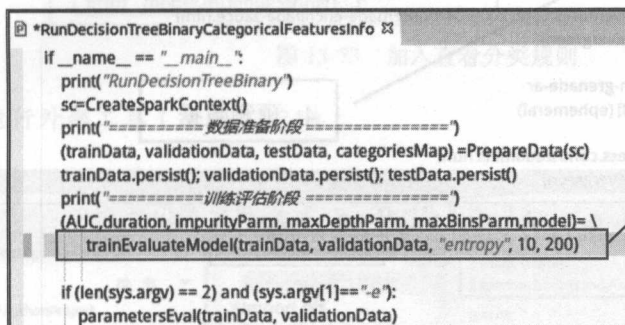 *RunDecisionTreeBinaryCategoricalFeaturesInfo
if __name__ == "__main__":
print("RunDecisionTreeBinary")
sc=CreateSparkContext()
print("==========数据准备阶段===============")
(trainData, validationData, testData, categoriesMap) =PrepareData(sc)
trainData.persist(); validationData.persist(); testData.persist()
print("==========训练评估阶段===============")
(AUC,duration, impurityParm, maxDepthParm, maxBinsParm,model)= \
trainEvaluateModel(trainData, validationData, "entropy", 10, 200)
if (len(sys.argv) == 2) and (sys.argv[1]=="-e"):
parametersEval(trainData, validationData)